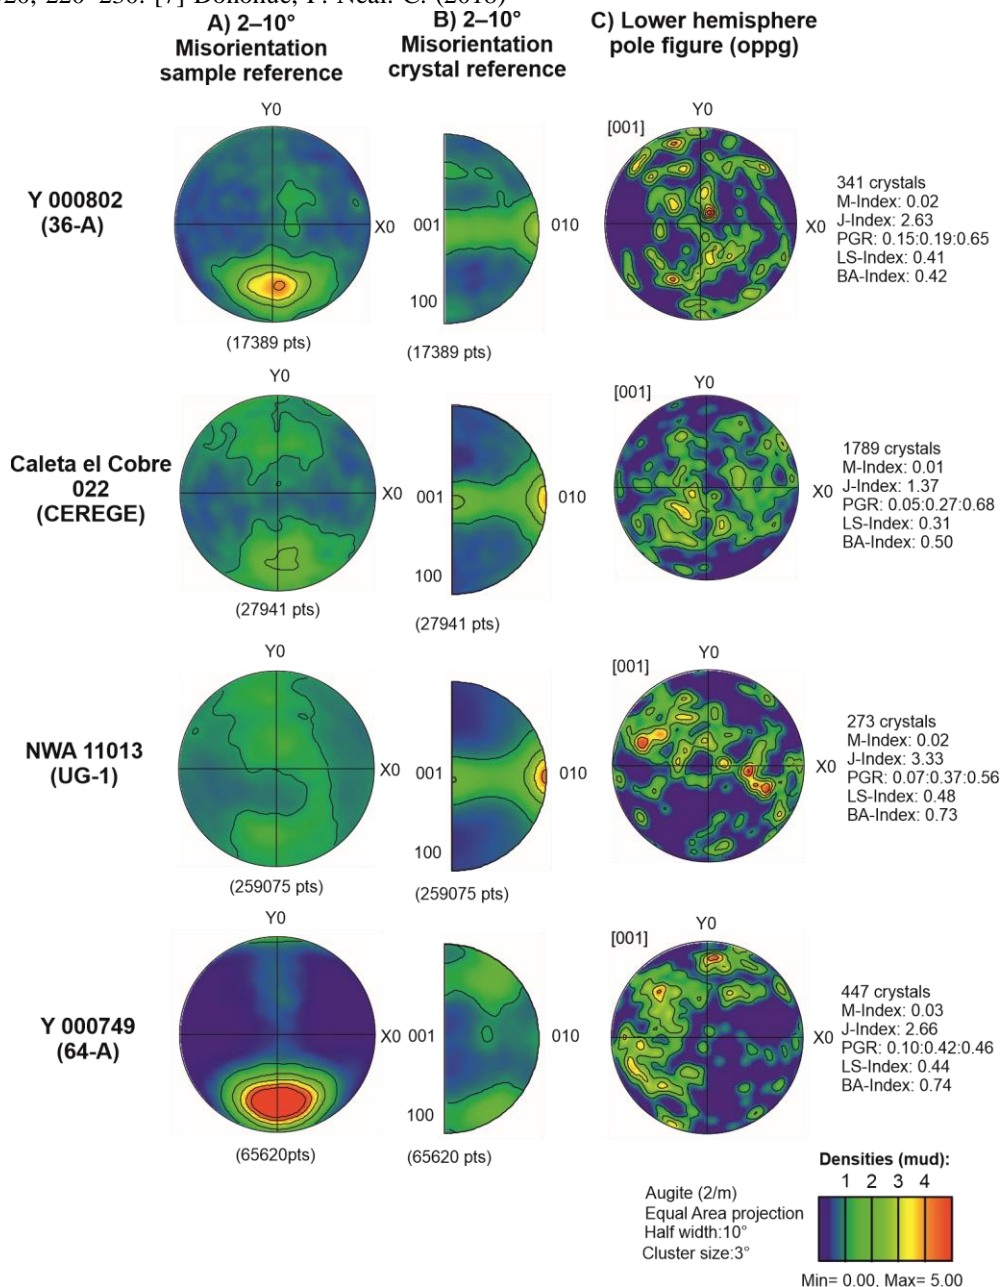 220–230. [7] Donohue, P. Neal. C. (2018)
A) 2–10° Misorientation sample reference
B) 2–10° Misorientation crystal reference
C) Lower hemisphere pole figure (oppg)
Y 000802
(36-A)
Y0
X0
(17389 pts)
001
010
100
(17389 pts)
[001]
Y0
X0
341 crystals
M-Index: 0.02
J-Index: 2.63
PGR: 0.15:0.19:0.65
LS-Index: 0.41
BA-Index: 0.42
Caleta el Cobre
022
(CEREGE)
Y0
X0
(27941 pts)
001
010
100
(27941 pts)
[001]
Y0
X0
1789 crystals
M-Index: 0.01
J-Index: 1.37
PGR: 0.05:0.27:0.68
LS-Index: 0.31
BA-Index: 0.50
NWA 11013
(UG-1)
Y0
X0
(259075 pts)
001
010
100
(259075 pts)
[001]
Y0
X0
273 crystals
M-Index: 0.02
J-Index: 3.33
PGR: 0.07:0.37:0.56
LS-Index: 0.48
BA-Index: 0.73
Y 000749
(64-A)
Y0
X0
(65620pts)
001
010
100
(65620 pts)
[001]
Y0
X0
447 crystals
M-Index: 0.03
J-Index: 2.66
PGR: 0.10:0.42:0.46
LS-Index: 0.44
BA-Index: 0.74
Augite (2/m)
Equal Area projection
Half width:10°
Cluster size:3°
Densities (mud):
1 2 3 4
Min= 0.00, Max= 5.00